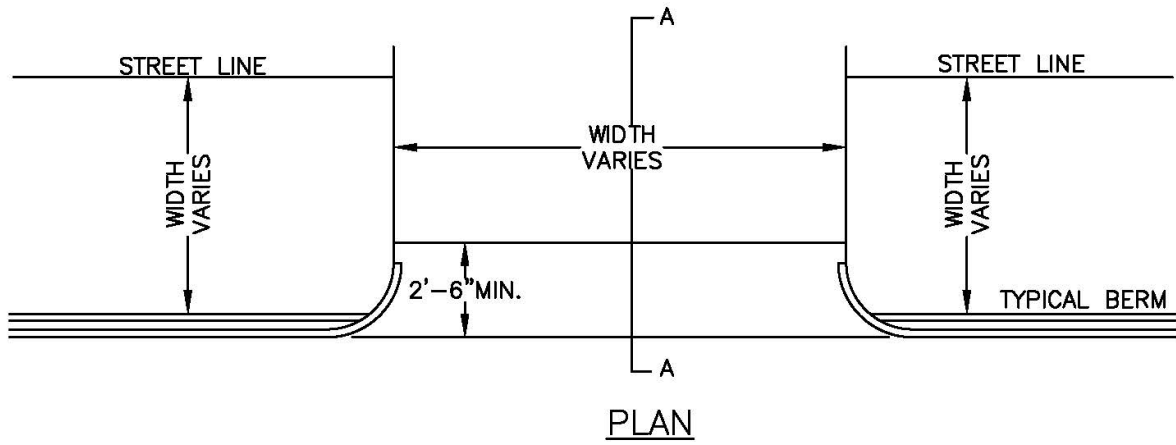 A
STREET LINE
STREET LINE
WIDTH
VARIES
WIDTH
VARIES
WIDTH
VARIES
2'-6"MIN.
TYPICAL BERM
A
PLAN